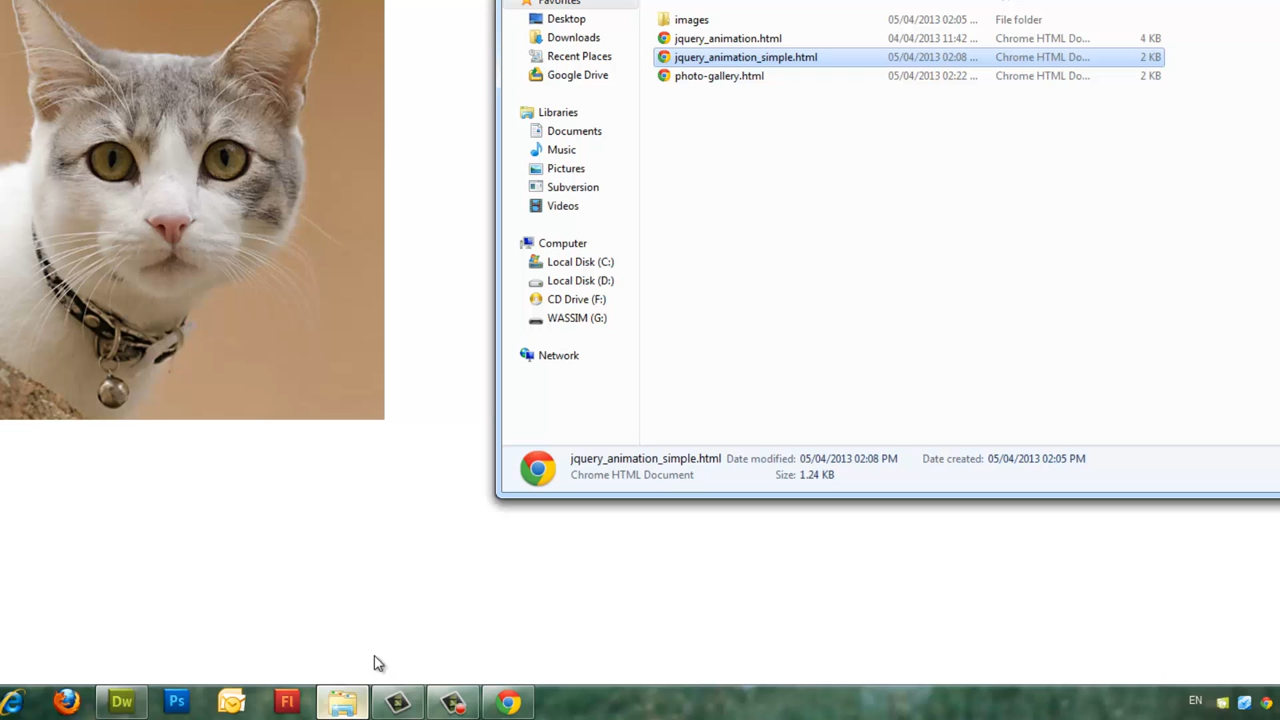 Favorites
Desktop
Downloads
Recent Places
Google Drive
Libraries
Documents
Music
Pictures
Subversion
Videos
Computer
Local Disk (C:)
Local Disk (D:)
CD Drive (F:)
WASSIM (G:)
Network
images 05/04/2013 02:05 ... File folder
jquery_animation.html 04/04/2013 11:42 ... Chrome HTML Do... 4 KB
jquery_animation_simple.html 05/04/2013 02:08 ... Chrome HTML Do... 2 KB
photo-gallery.html 05/04/2013 02:22 ... Chrome HTML Do... 2 KB
jquery_animation_simple.html Date modified: 05/04/2013 02:08 PM Date created: 05/04/2013 02:05 PM
Chrome HTML Document Size: 1.24 KB
Dw Ps Fl EN